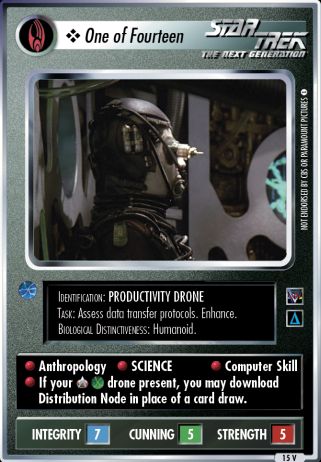 ❖ One of Fourteen
STAR TREK
THE NEXT GENERATION
NOT ENDORSED BY CBS OR PARAMOUNT PICTURES
IDENTIFICATION: PRODUCTIVITY DRONE
TASK: Assess data transfer protocols. Enhance.
BIOLOGICAL DISTINCTIVENESS: Humanoid.
Anthropology SCIENCE Computer Skill
If your drone present, you may download
Distribution Node in place of a card draw.
INTEGRITY 7 CUNNING 5 STRENGTH 5
15 V